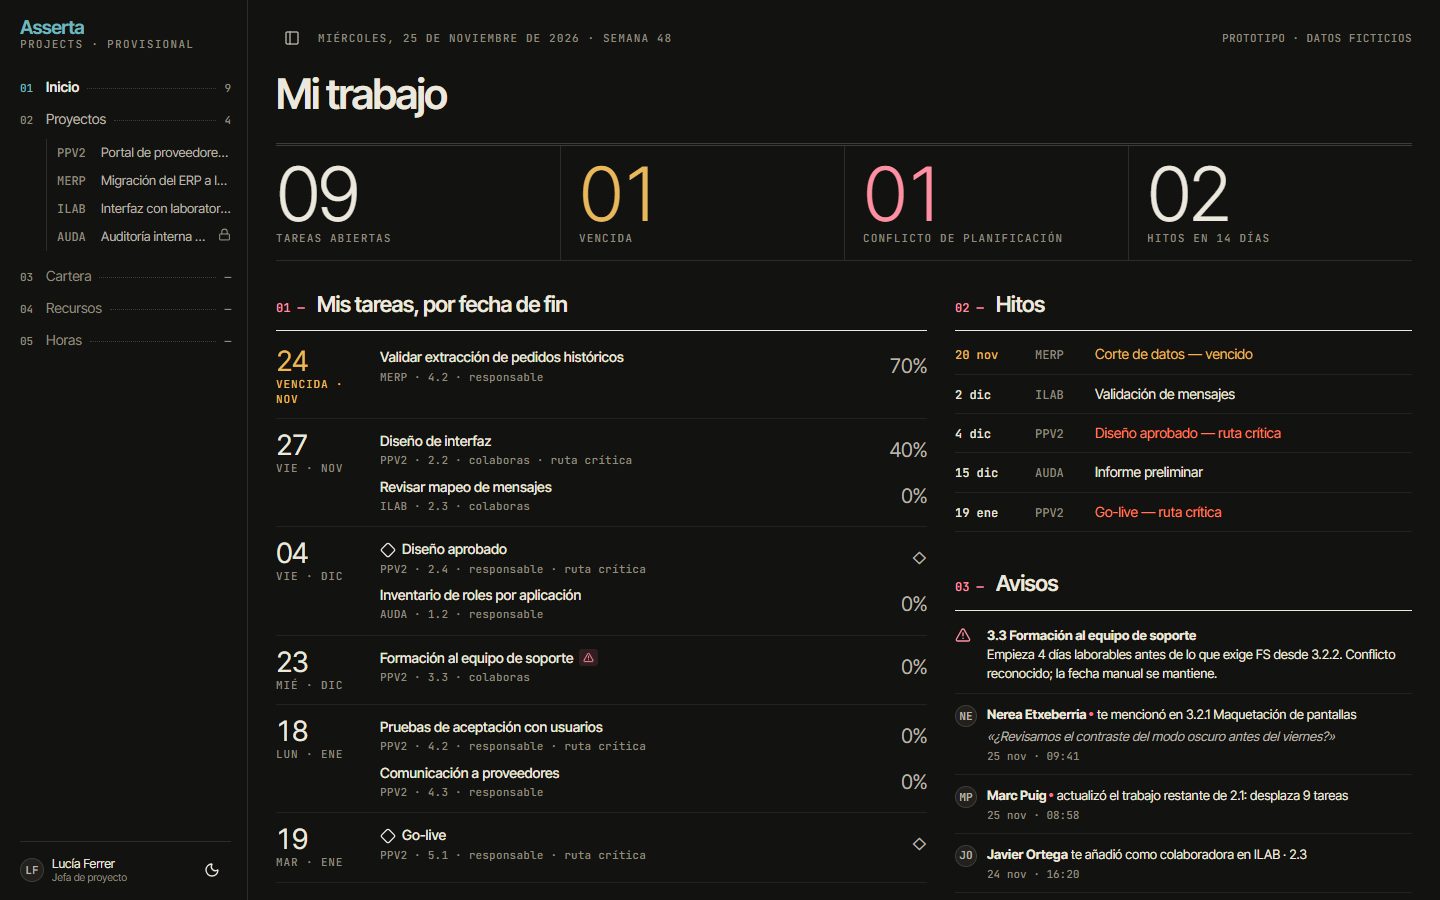 Asserta
PROJECTS · PROVISIONAL
01 Inicio 9
02 Proyectos 4
PPV2 Portal de proveedore...
MERP Migración del ERP a l...
ILAB Interfaz con laborator...
AUDA Auditoría interna ...
03 Cartera –
04 Recursos –
05 Horas –
LF Lucía Ferrer
Jefa de proyecto
MIÉRCOLES, 25 DE NOVIEMBRE DE 2026 · SEMANA 48
PROTOTIPO · DATOS FICTICIOS
Mi trabajo
09
TAREAS ABIERTAS
01
VENCIDA
01
CONFLICTO DE PLANIFICACIÓN
02
HITOS EN 14 DÍAS
01 — Mis tareas, por fecha de fin
24
VENCIDA ·
NOV
Validar extracción de pedidos históricos
MERP · 4.2 · responsable
70%
27
VIE · NOV
Diseño de interfaz
PPV2 · 2.2 · colaboras · ruta crítica
40%
Revisar mapeo de mensajes
ILAB · 2.3 · colaboras
0%
04
VIE · DIC
Diseño aprobado
PPV2 · 2.4 · responsable · ruta crítica
Inventario de roles por aplicación
AUDA · 1.2 · responsable
0%
23
MIÉ · DIC
Formación al equipo de soporte
PPV2 · 3.3 · colaboras
0%
18
LUN · ENE
Pruebas de aceptación con usuarios
PPV2 · 4.2 · responsable · ruta crítica
0%
Comunicación a proveedores
PPV2 · 4.3 · responsable
0%
19
MAR · ENE
Go-live
PPV2 · 5.1 · responsable · ruta crítica
02 — Hitos
20 nov MERP Corte de datos — vencido
2 dic ILAB Validación de mensajes
4 dic PPV2 Diseño aprobado — ruta crítica
15 dic AUDA Informe preliminar
19 ene PPV2 Go-live — ruta crítica
03 — Avisos
3.3 Formación al equipo de soporte
Empieza 4 días laborables antes de lo que exige FS desde 3.2.2. Conflicto
reconocido; la fecha manual se mantiene.
NE Nerea Etxeberria • te mencionó en 3.2.1 Maquetación de pantallas
«¿Revisamos el contraste del modo oscuro antes del viernes?»
25 nov · 09:41
MP Marc Puig • actualizó el trabajo restante de 2.1: desplaza 9 tareas
25 nov · 08:58
JO Javier Ortega te añadió como colaboradora en ILAB · 2.3
24 nov · 16:20